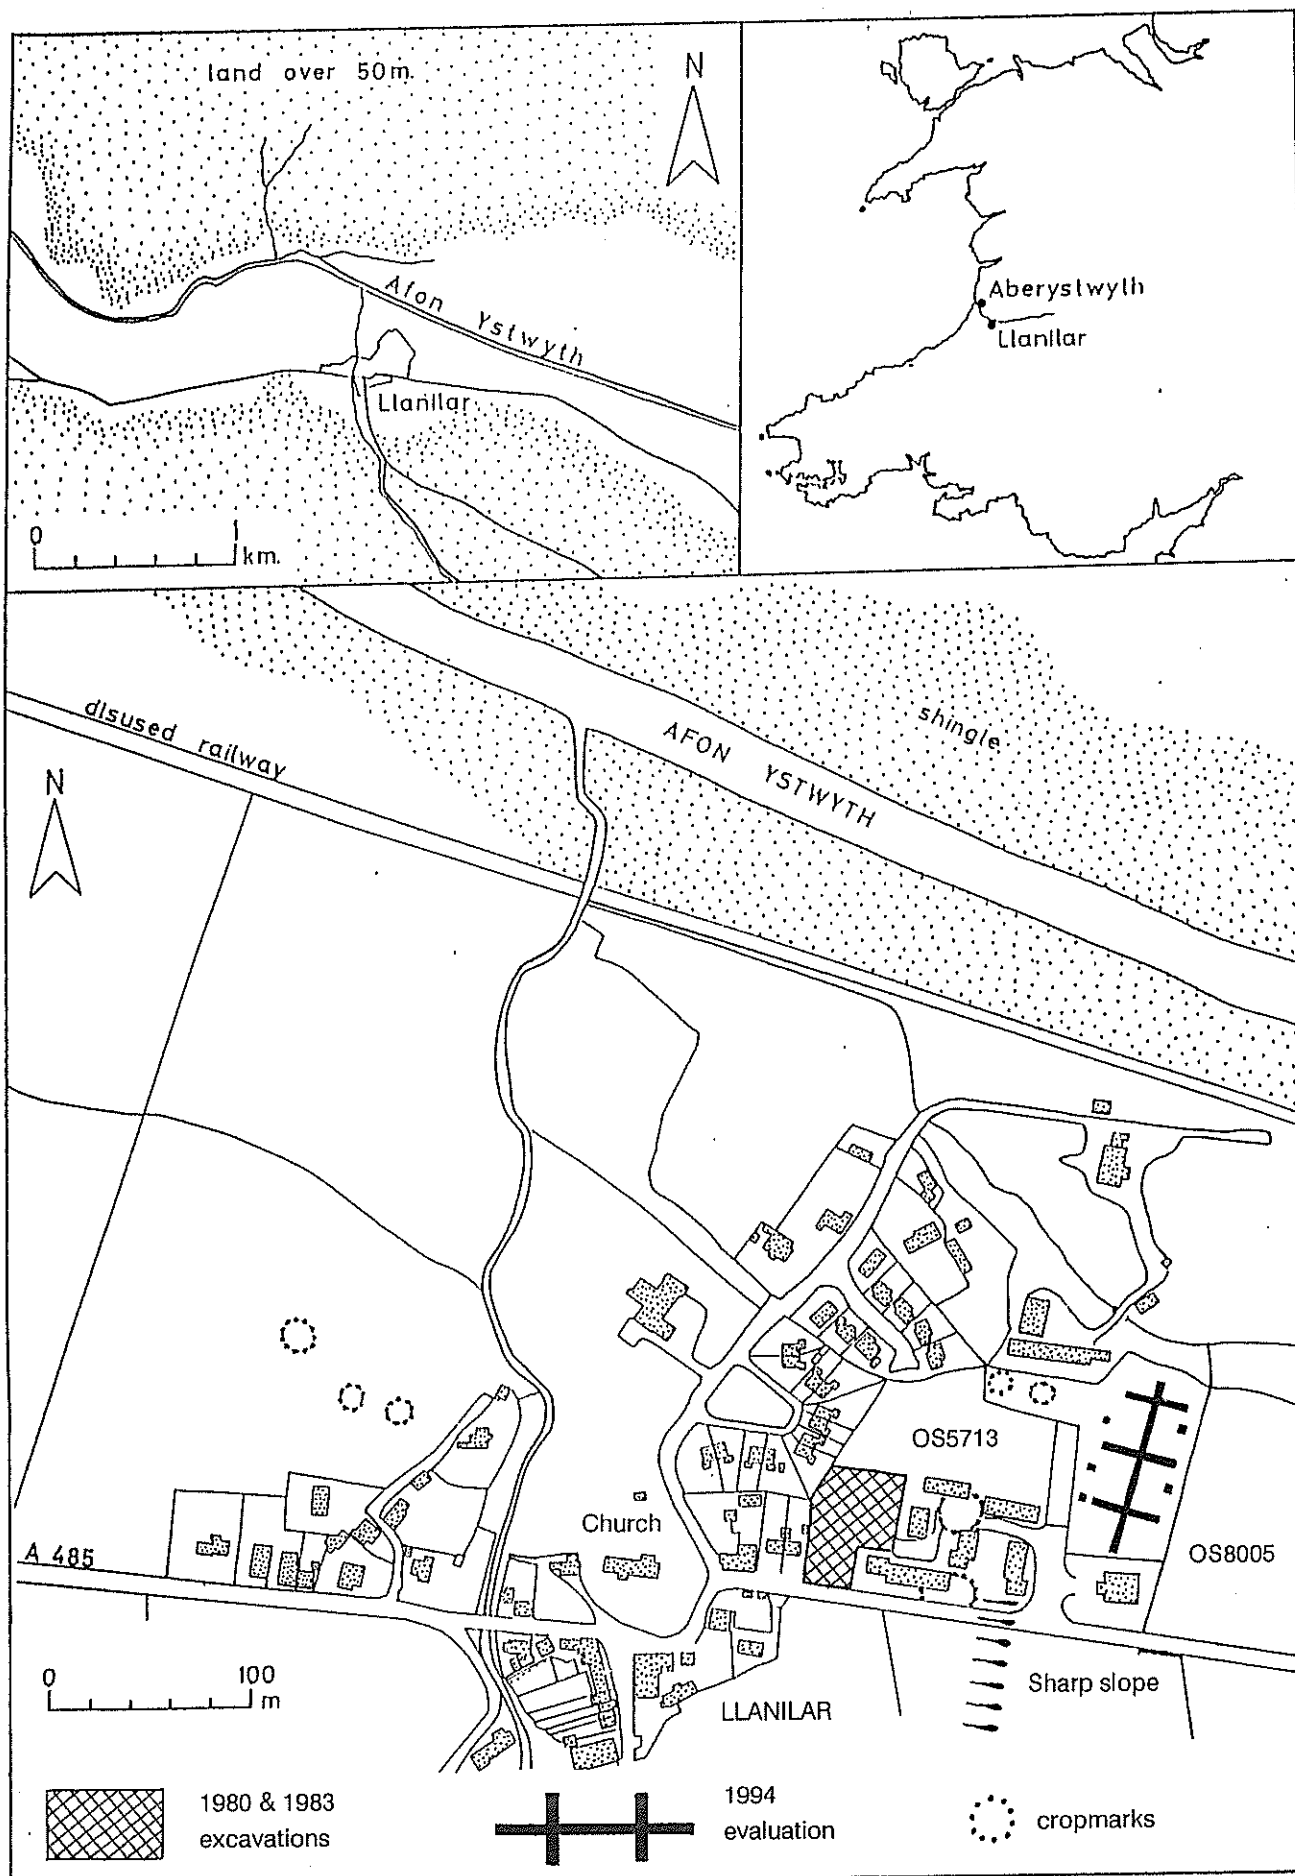 land over 50m.
N
Afon Ystwyth
Llanilar
0 1
km.
Aberystwyth
Llanilar
disused railway
N
AFON YSTWYTH
shingle
OS5713
Church
A 485
OS8005
0 100
m
Sharp slope
LLANILAR
1980 & 1983
excavations
1994
evaluation
cropmarks